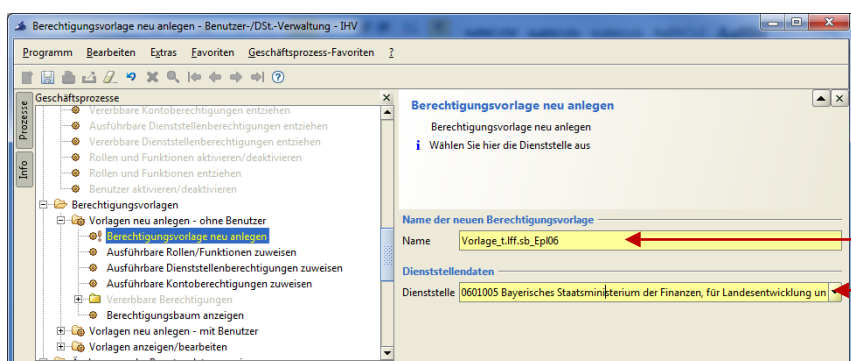 Berechtigungsvorlage neu anlegen - Benutzer-/DSt.-Verwaltung - IHV
Programm Bearbeiten Extras Favoriten Geschäftsprozess-Favoriten ?
Prozesse
Info
Geschäftsprozesse
Vererbbare Kontoberechtigungen entziehen
Ausführbare Dienststellenberechtigungen entziehen
Vererbbare Dienststellenberechtigungen entziehen
Rollen und Funktionen aktivieren/deaktivieren
Rollen und Funktionen entziehen
Benutzer aktivieren/deaktivieren
Berechtigungsvorlagen
Vorlagen neu anlegen - ohne Benutzer
Berechtigungsvorlage neu anlegen
Ausführbare Rollen/Funktionen zuweisen
Ausführbare Dienststellenberechtigungen zuweisen
Ausführbare Kontoberechtigungen zuweisen
Vererbbare Berechtigungen
Berechtigungsbaum anzeigen
Vorlagen neu anlegen - mit Benutzer
Vorlagen anzeigen/bearbeiten
Berechtigungsvorlage neu anlegen
Berechtigungsvorlage neu anlegen
Wählen Sie hier die Dienststelle aus
Name der neuen Berechtigungsvorlage
Name Vorlage_t.lff.sb_Epl06
Dienststellendaten
Dienststelle 0601005 Bayerisches Staatsministerium der Finanzen, für Landesentwicklung un